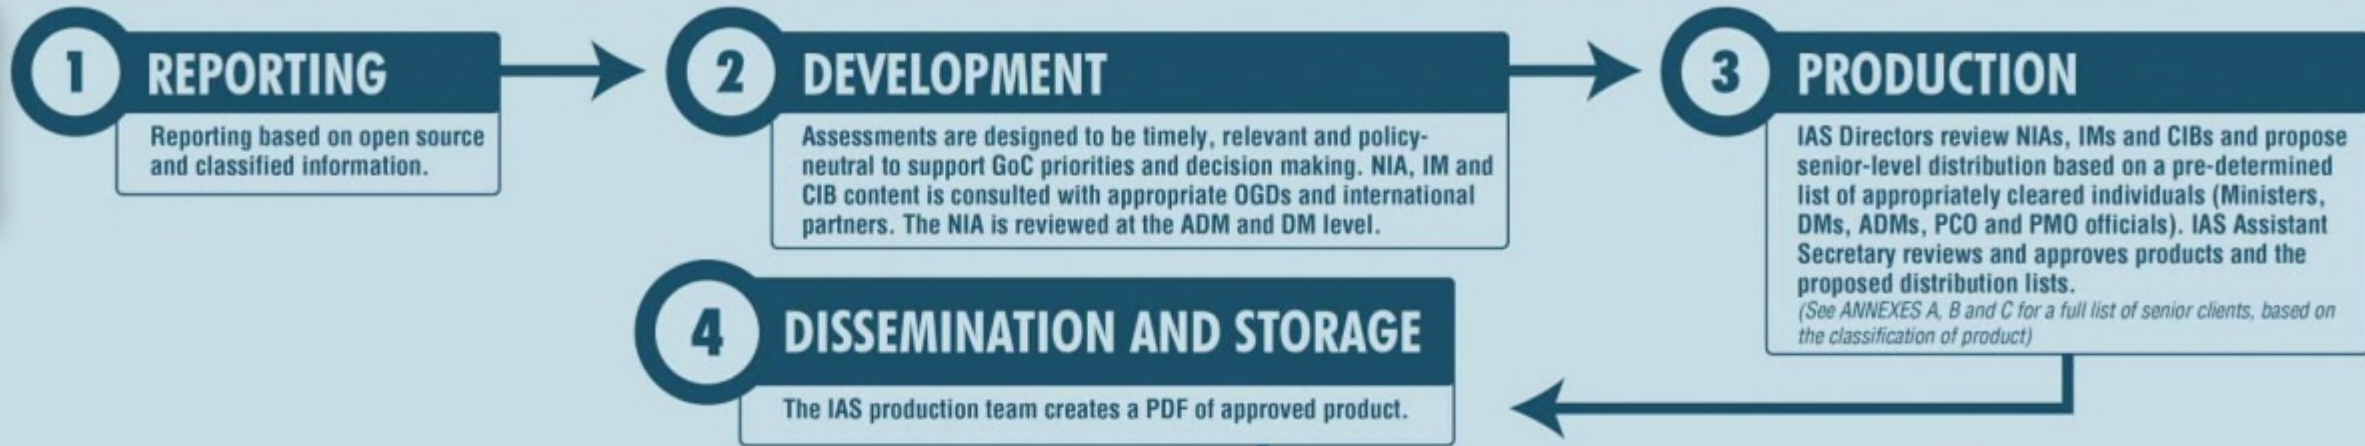 1 REPORTING
Reporting based on open source
and classified information.
2 DEVELOPMENT
Assessments are designed to be timely, relevant and policy-
neutral to support GoC priorities and decision making. NIA, IM and
CIB content is consulted with appropriate OGDs and international
partners. The NIA is reviewed at the ADM and DM level.
3 PRODUCTION
IAS Directors review NIAs, IMs and CIBs and propose
senior-level distribution based on a pre-determined
list of appropriately cleared individuals (Ministers,
DMs, ADMs, PCO and PMO officials). IAS Assistant
Secretary reviews and approves products and the
proposed distribution lists.
(See ANNEXES A, B and C for a full list of senior clients, based on
the classification of product)
4 DISSEMINATION AND STORAGE
The IAS production team creates a PDF of approved product.